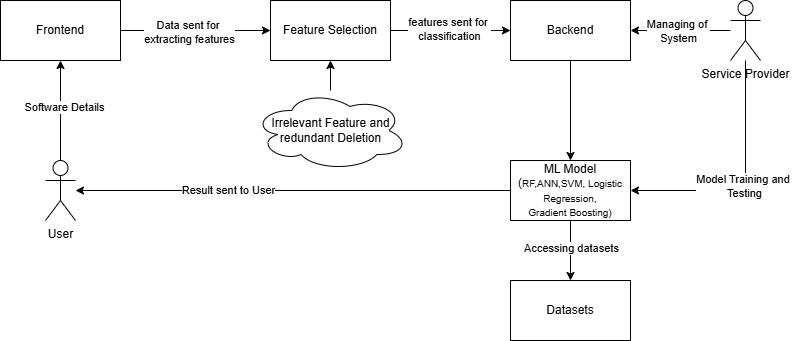 Frontend
Data sent for
extracting features
Feature Selection
features sent for
classification
Backend
Managing of
System
Service Provider
Software Details
Irrelevant Feature and
redundant Deletion
ML Model
(RF,ANN,SVM, Logistic
Regression,
Gradient Boosting)
Model Training and
Testing
Result sent to User
User
Accessing datasets
Datasets